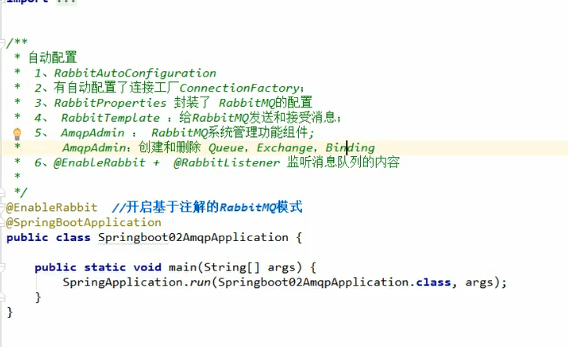 import ...
/**
 * 自动配置
 *  1、RabbitAutoConfiguration
 *  2、有自动配置了连接工厂ConnectionFactory；
 *  3、RabbitProperties 封装了 RabbitMQ的配置
 *  4、 RabbitTemplate ：给RabbitMQ发送和接受消息；
 *  5、 AmqpAdmin ： RabbitMQ系统管理功能组件;
 *      AmqpAdmin：创建和删除 Queue，Exchange，Binding
 *  6、@EnableRabbit +  @RabbitListener 监听消息队列的内容
 *
 */
@EnableRabbit  //开启基于注解的RabbitMQ模式
@SpringBootApplication
public class Springboot02AmqpApplication {
    public static void main(String[] args) {
        SpringApplication.run(Springboot02AmqpApplication.class, args);
    }
}